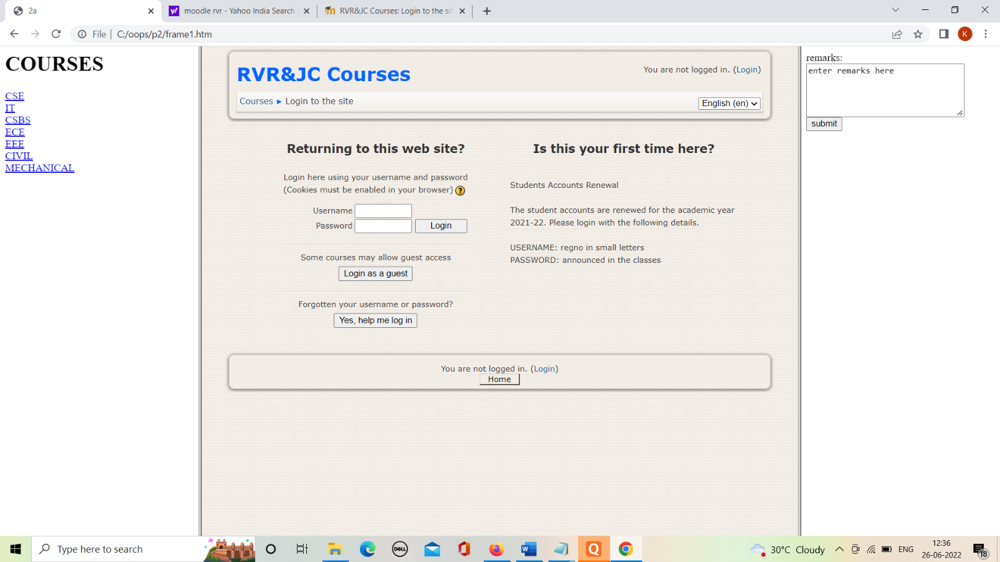 2a
moodle rvr - Yahoo India Search
RVR&JC Courses: Login to the sit
File
C:/oops/p2/frame1.htm
K
COURSES
CSE
IT
CSBS
ECE
EEE
CIVIL
MECHANICAL
RVR&JC Courses
You are not logged in. (Login)
Courses ► Login to the site
English (en)
Returning to this web site?
Login here using your username and password
(Cookies must be enabled in your browser) ?
Username
Password
Login
Some courses may allow guest access
Login as a guest
Forgotten your username or password?
Yes, help me log in
Is this your first time here?
Students Accounts Renewal
The student accounts are renewed for the academic year
2021-22. Please login with the following details.
USERNAME: regno in small letters
PASSWORD: announced in the classes
You are not logged in. (Login)
Home
remarks:
enter remarks here
submit
Type here to search
DELL
W
Q
30°C Cloudy
ENG
12:36
26-06-2022
18